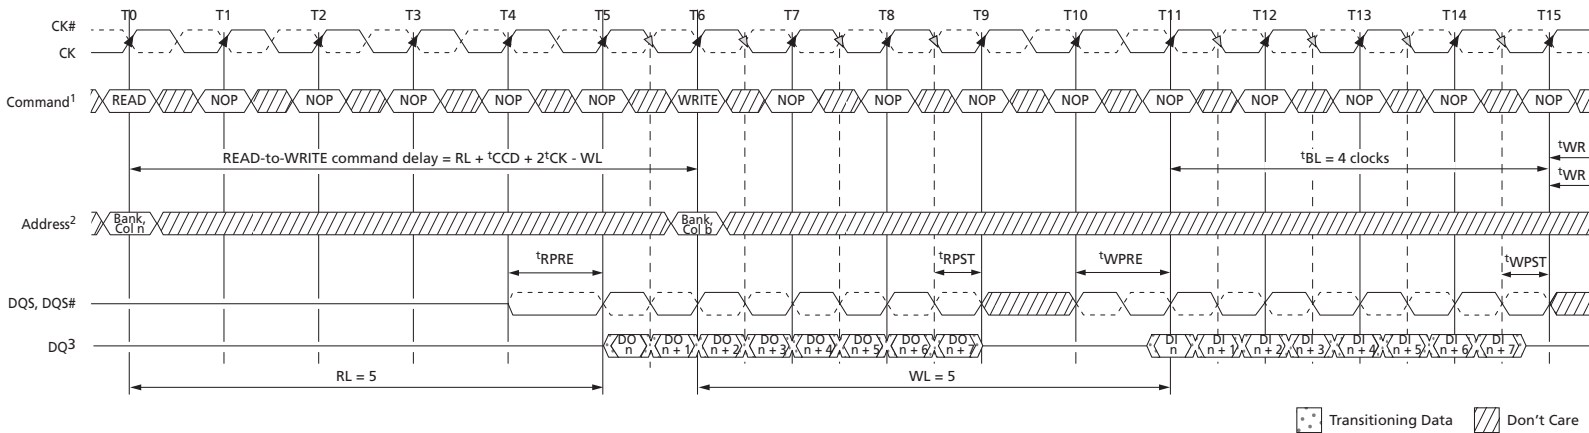 T0 T1 T2 T3 T4 T5 T6 T7 T8 T9 T10 T11 T12 T13 T14 T15
CK#
CK
Command¹ READ NOP NOP NOP NOP NOP WRITE NOP NOP NOP NOP NOP NOP NOP NOP NOP
READ-to-WRITE command delay = RL + ᵗCCD + 2ᵗCK - WL
ᵗBL = 4 clocks
ᵗWR
ᵗWR
Address² Bank, Col n Bank, Col b
ᵗRPRE ᵗRPST ᵗWPRE ᵗWPST
DQS, DQS#
DQ³ DO n DO n + 1 DO n + 2 DO n + 3 DO n + 4 DO n + 5 DO n + 6 DO n + 7 DI n DI n + 1 DI n + 2 DI n + 3 DI n + 4 DI n + 5 DI n + 6 DI n + 7
RL = 5 WL = 5
Transitioning Data Don't Care